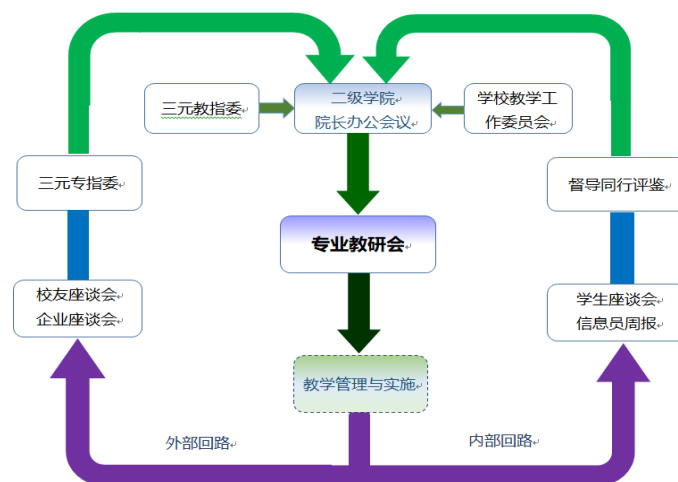 三元教指委
二级学院
院长办公会议
学校教学工
作委员会
三元专指委
督导同行评鉴
专业教研会
校友座谈会
企业座谈会
学生座谈会
信息员周报
教学管理与实施
外部回路
内部回路